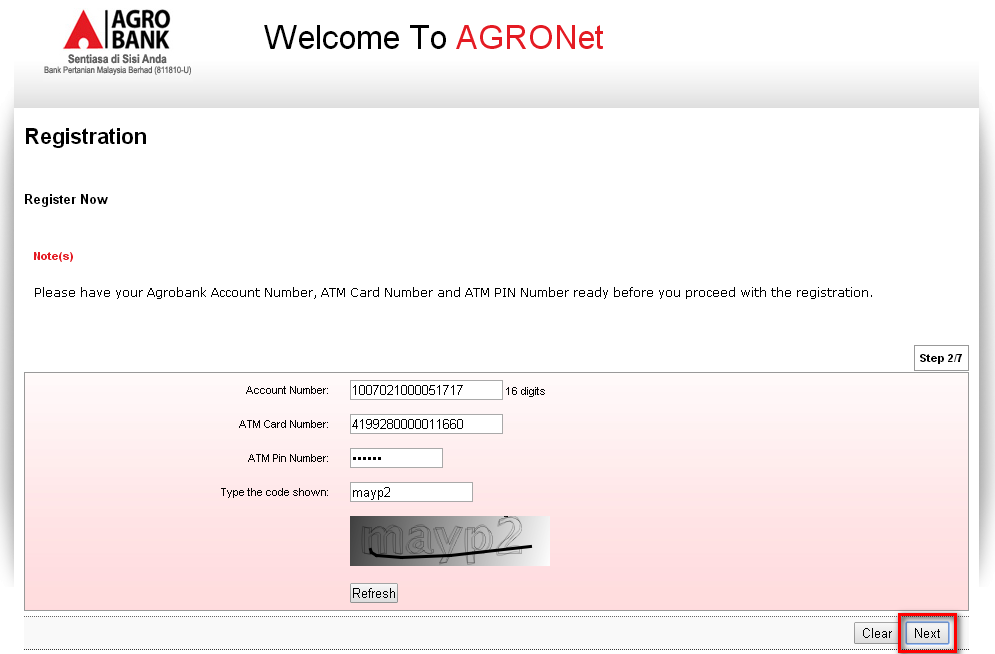 AGRO
BANK
Sentiasa di Sisi Anda
Bank Pertanian Malaysia Berhad (811810-U)
Welcome To AGRONet
Registration
Register Now
Note(s)
Please have your Agrobank Account Number, ATM Card Number and ATM PIN Number ready before you proceed with the registration.
Step 2/7
Account Number: 1007021000051717 16 digits
ATM Card Number: 4199280000011660
ATM Pin Number: ••••••
Type the code shown: mayp2
mayp2
Refresh
Clear Next